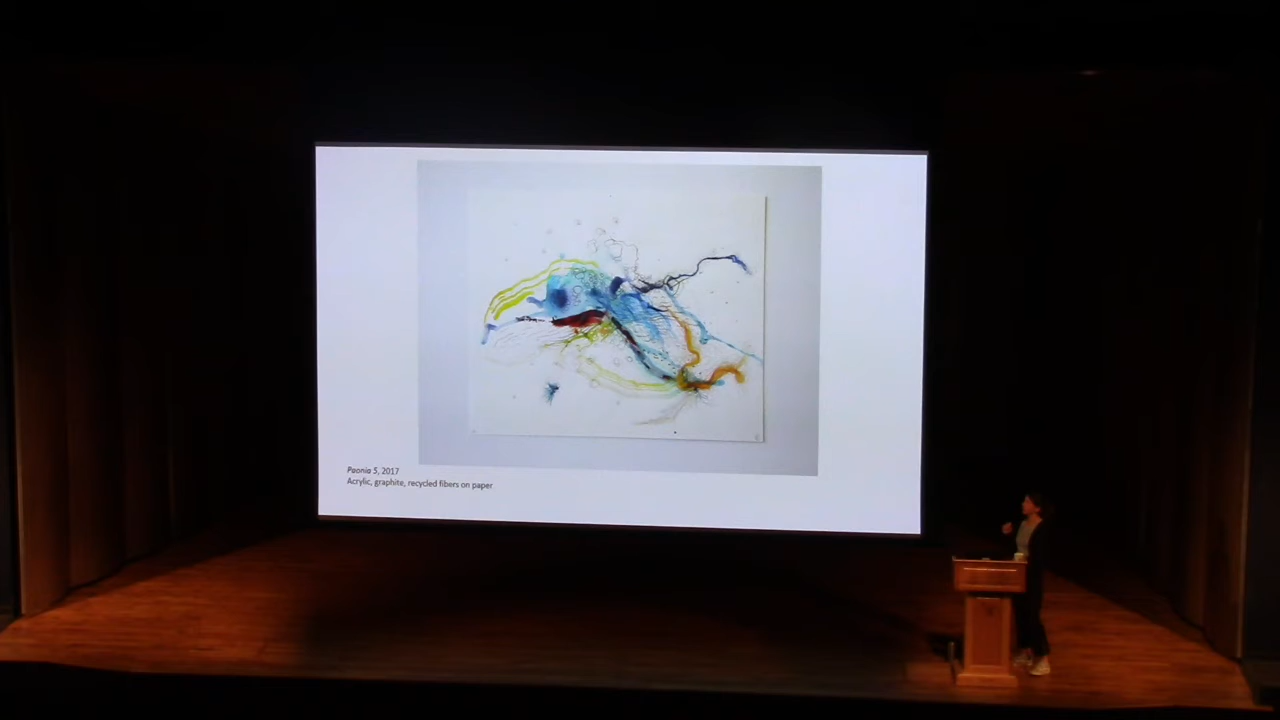 Paonia 5, 2017
Acrylic, graphite, recycled fibers on paper